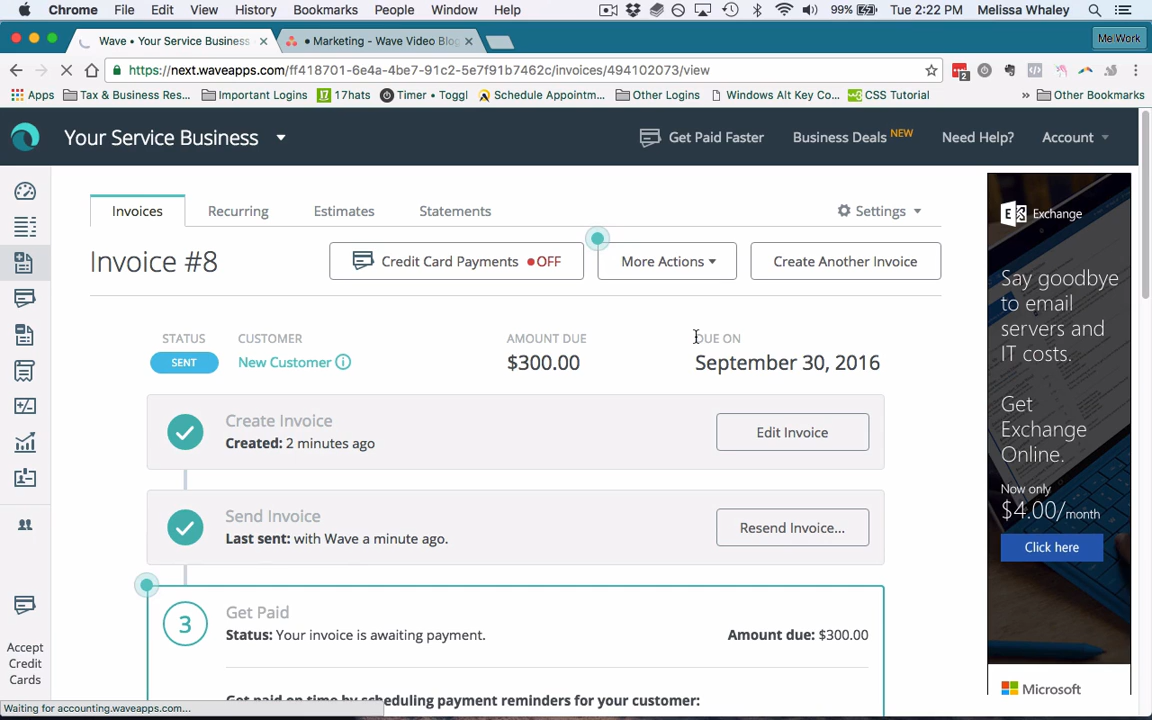 Chrome File Edit View History Bookmarks People Window Help 99% Tue 2:22 PM Melissa Whaley
Wave • Your Service Business • Marketing - Wave Video Blog Me Work
https://next.waveapps.com/ff418701-6e4a-4be7-91c2-5e7f91b7462c/invoices/494102073/view 2
Apps Tax & Business Res... Important Logins 17 17hats Timer • Toggl Schedule Appointm... Other Logins Windows Alt Key Co... CSS Tutorial » Other Bookmarks
Your Service Business Get Paid Faster Business Deals NEW Need Help? Account
Invoices Recurring Estimates Statements Settings
Invoice #8 Credit Card Payments OFF More Actions Create Another Invoice
STATUS CUSTOMER AMOUNT DUE DUE ON
SENT New Customer $300.00 September 30, 2016
Create Invoice
Created: 2 minutes ago
Edit Invoice
Send Invoice
Last sent: with Wave a minute ago.
Resend Invoice...
3 Get Paid
Status: Your invoice is awaiting payment. Amount due: $300.00
Get paid on time by scheduling payment reminders for your customer:
Accept
Credit
Cards
Waiting for accounting.waveapps.com...
Exchange
Say goodbye
to email
servers and
IT costs.
Get
Exchange
Online.
Now only
$4.00/month
Click here
Microsoft